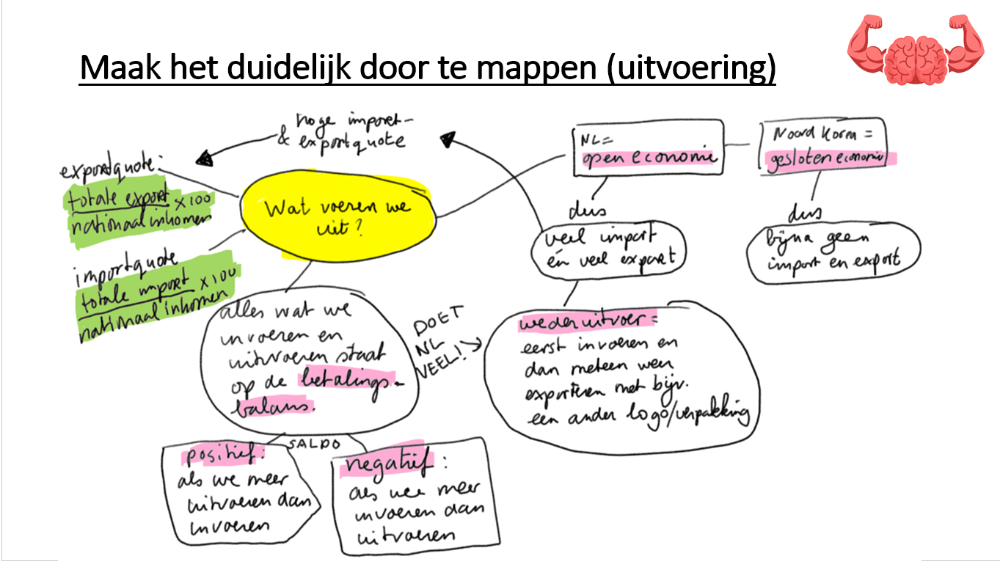 Maak het duidelijk door te mappen (uitvoering)
hoge import-
& exportquote
exportquote:
totale export x 100
nationaal inkomen
importquote
totale import x 100
nationaal inkomen
Wat voeren we
uit?
NL =
open economie
Noord Korea =
gesloten economie
dus
veel import
én veel export
dus
bijna geen
import en export
alles wat we
invoeren en
uitvoeren staat
op de betalings-
balans.
DOET
NL
VEEL!
wederuitvoer =
eerst invoeren en
dan meteen weer
exporteren met bijv.
een ander logo/verpakking
SALDO
positief:
als we meer
uitvoeren dan
invoeren
negatief:
als we meer
invoeren dan
uitvoeren